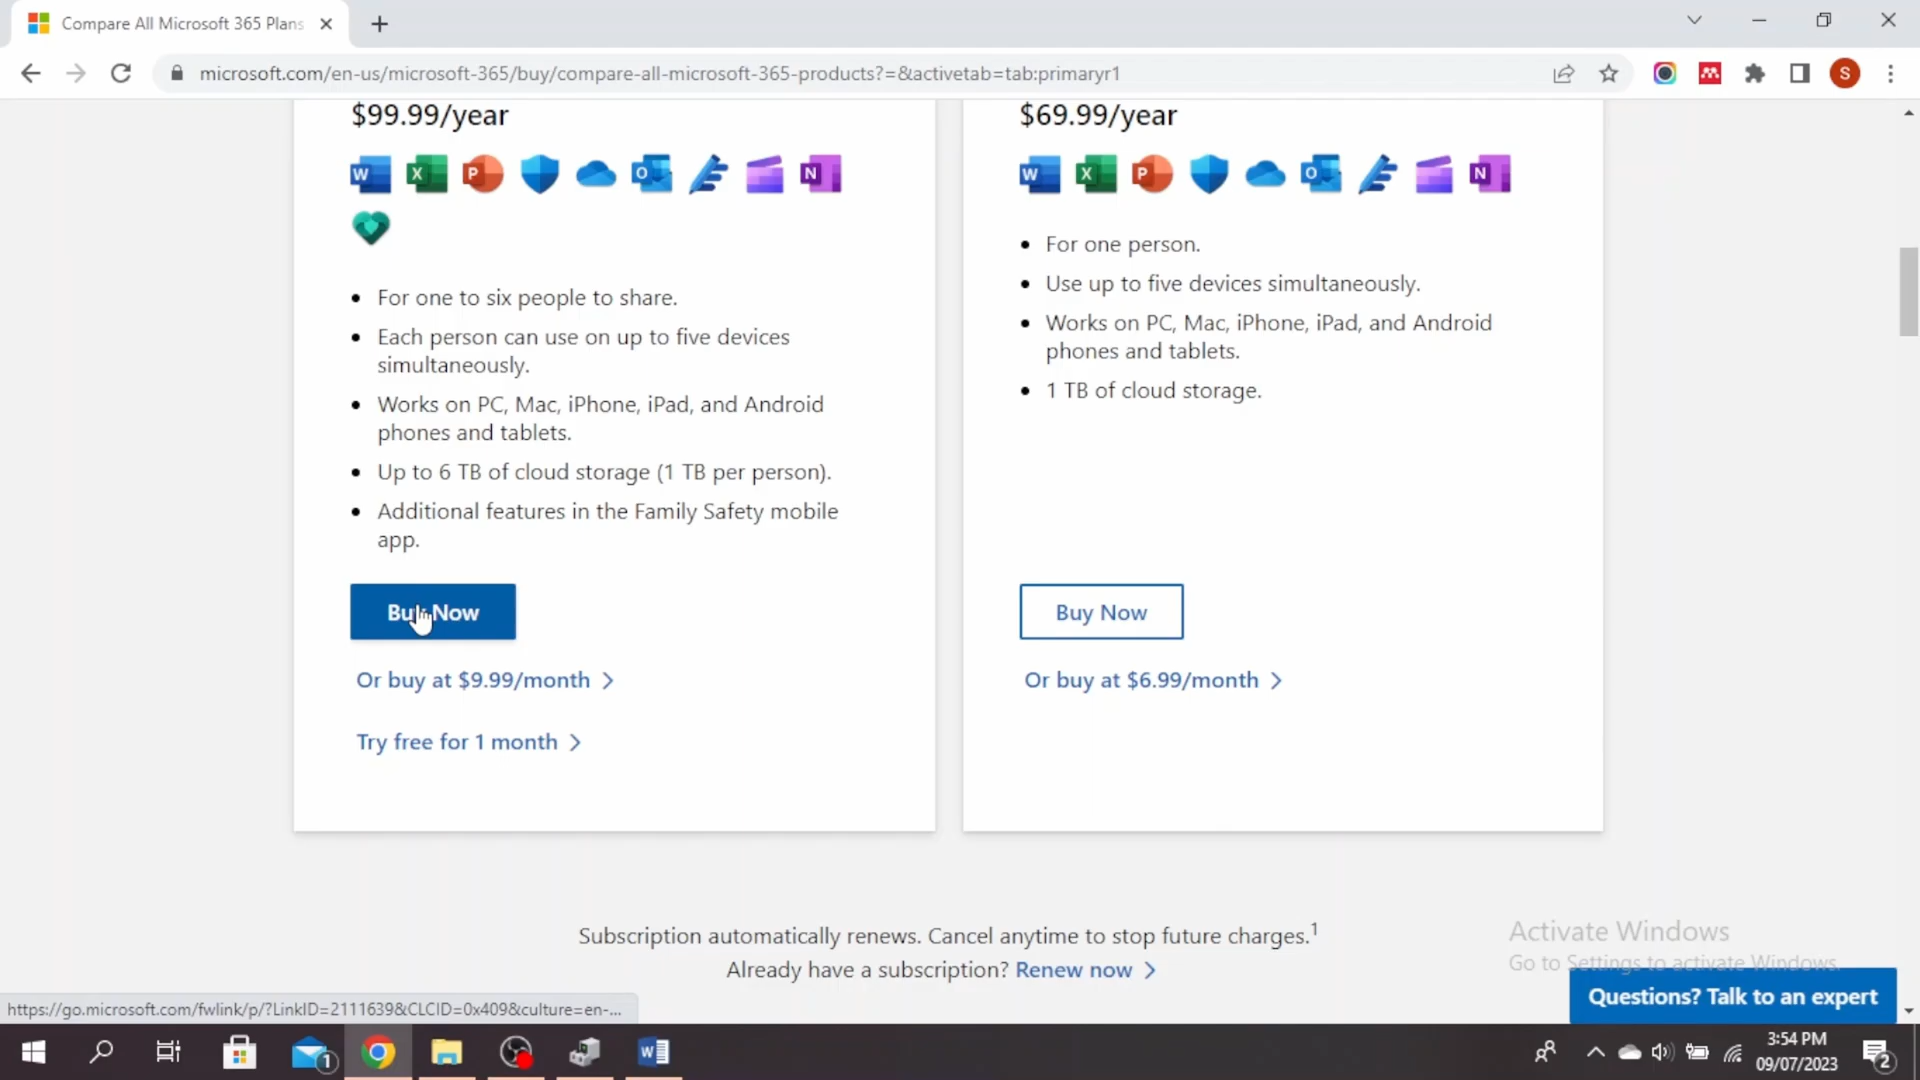 Compare All Microsoft 365 Plans
microsoft.com/en-us/microsoft-365/buy/compare-all-microsoft-365-products?=&activetab=tab:primaryr1
S
$99.99/year
W X P O N
For one to six people to share.
Each person can use on up to five devices
simultaneously.
Works on PC, Mac, iPhone, iPad, and Android
phones and tablets.
Up to 6 TB of cloud storage (1 TB per person).
Additional features in the Family Safety mobile
app.
Buy Now
Or buy at $9.99/month
Try free for 1 month
$69.99/year
W X P O N
For one person.
Use up to five devices simultaneously.
Works on PC, Mac, iPhone, iPad, and Android
phones and tablets.
1 TB of cloud storage.
Buy Now
Or buy at $6.99/month
Subscription automatically renews. Cancel anytime to stop future charges.1
Already have a subscription? Renew now
Activate Windows
Go to Settings to activate Windows.
Questions? Talk to an expert
https://go.microsoft.com/fwlink/p/?LinkID=2111639&CLCID=0x409&culture=en-...
1
W
3:54 PM
09/07/2023
2